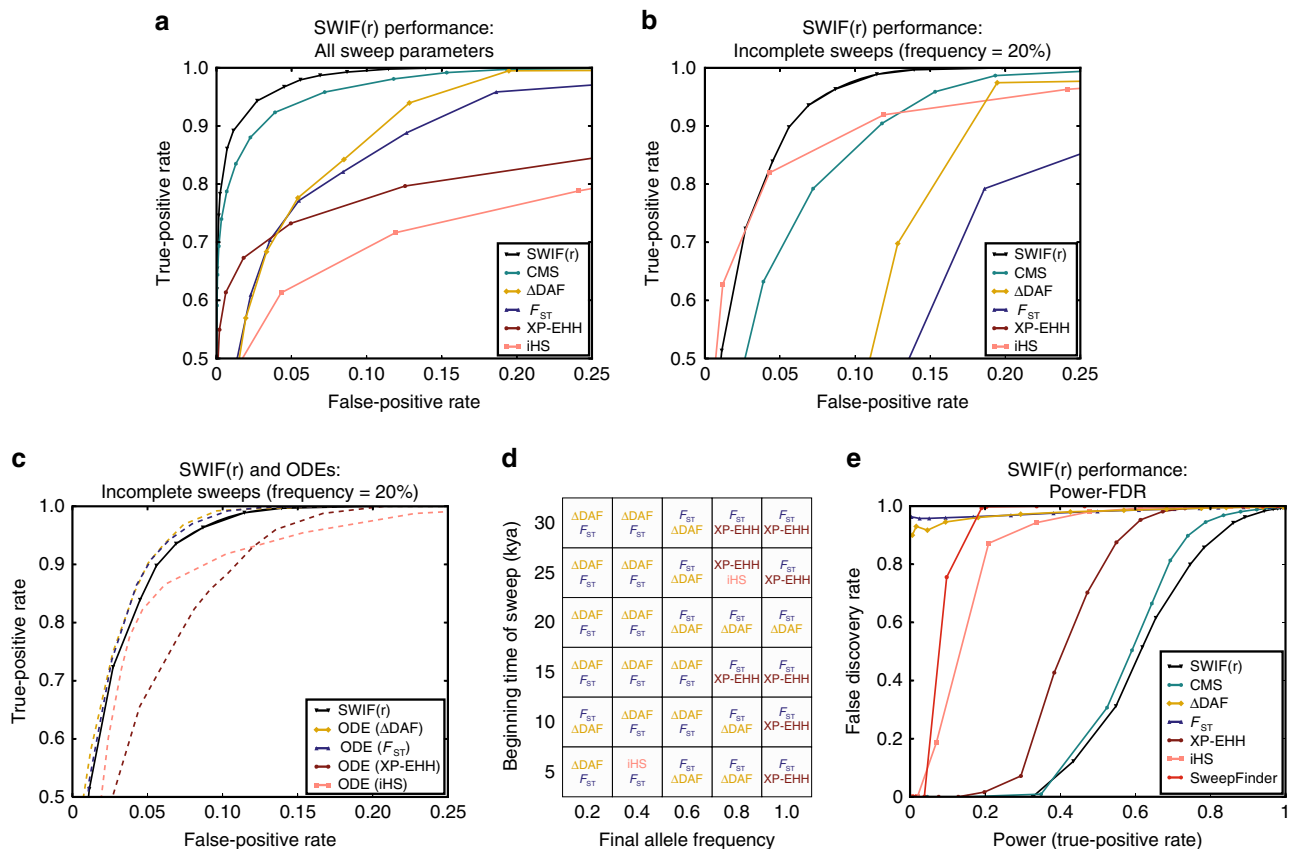 a
SWIF(r) performance:
All sweep parameters
True-positive rate
1.0
0.9
0.8
0.7
0.6
0.5
0
0.05
0.10
0.15
0.20
0.25
False-positive rate
SWIF(r)
CMS
ΔDAF
FST
XP-EHH
iHS
b
SWIF(r) performance:
Incomplete sweeps (frequency = 20%)
True-positive rate
1.0
0.9
0.8
0.7
0.6
0.5
0
0.05
0.10
0.15
0.20
0.25
False-positive rate
SWIF(r)
CMS
ΔDAF
FST
XP-EHH
iHS
c
SWIF(r) and ODEs:
Incomplete sweeps (frequency = 20%)
True-positive rate
1.0
0.9
0.8
0.7
0.6
0.5
0
0.05
0.10
0.15
0.20
0.25
False-positive rate
SWIF(r)
ODE (ΔDAF)
ODE (FST)
ODE (XP-EHH)
ODE (iHS)
d
Beginning time of sweep (kya)
30
ΔDAF ΔDAF FST FST FST
FST FST ΔDAF XP-EHH XP-EHH
25
ΔDAF ΔDAF FST XP-EHH FST
FST FST ΔDAF iHS XP-EHH
20
ΔDAF ΔDAF FST FST FST
FST FST ΔDAF ΔDAF ΔDAF
15
ΔDAF ΔDAF ΔDAF FST FST
FST FST FST XP-EHH XP-EHH
10
FST ΔDAF ΔDAF FST FST
ΔDAF FST FST ΔDAF XP-EHH
5
ΔDAF iHS FST FST FST
FST FST ΔDAF ΔDAF XP-EHH
0.2 0.4 0.6 0.8 1.0
Final allele frequency
e
SWIF(r) performance:
Power-FDR
False discovery rate
1.0
0.8
0.6
0.4
0.2
0
0
0.2
0.4
0.6
0.8
1
Power (true-positive rate)
SWIF(r)
CMS
ΔDAF
FST
XP-EHH
iHS
SweepFinder